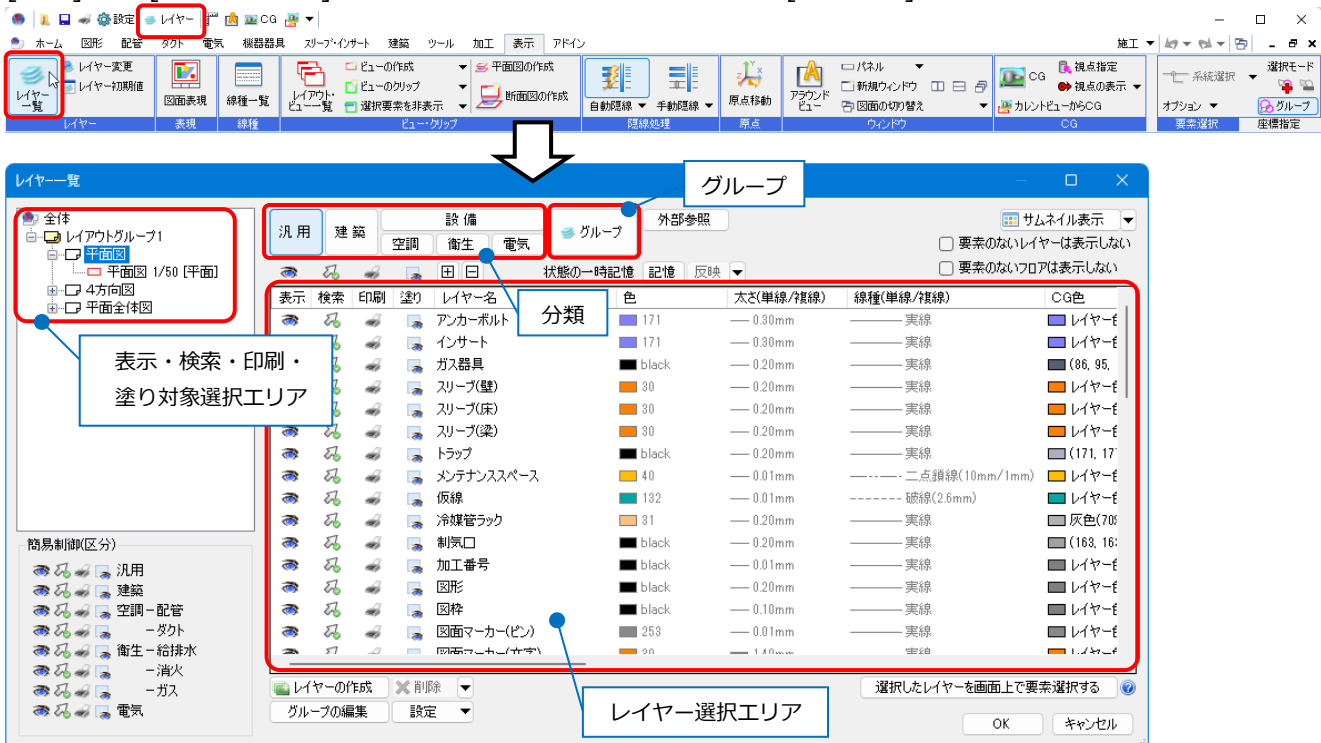 設定 レイヤー CG
ホーム 図形 配管 ダクト 電気 機器器具 スリーブ・インサート 建築 ツール 加工 表示 アドイン 施工
レイヤー一覧
レイヤー変更
レイヤー初期値
レイヤー
図面表現
表現
線種一覧
線種
レイアウト・ビュー一覧
ビューの作成
ビューのクリップ
選択要素を非表示
平面図の作成
断面図の作成
ビュー・クリップ
自動隠線
手動隠線
隠線処理
原点移動
原点
アラウンドビュー
パネル
新規ウィンドウ
図面の切り替え
ウィンドウ
CG
視点指定
視点の表示
カレントビューからCG
CG
系統選択
オプション
要素選択
選択モード
グループ
座標指定
レイヤー一覧
グループ
全体
レイアウトグループ1
平面図
平面図 1/50 [平面]
4方向図
平面全体図
表示・検索・印刷・
塗り対象選択エリア
汎用 建築 設備 グループ 外部参照 サムネイル表示
空調 衛生 電気
要素のないレイヤーは表示しない
要素のないフロアは表示しない
状態の一時記憶 記憶 反映
分類
表示 検索 印刷 塗り レイヤー名 色 太さ(単線/複線) 線種(単線/複線) CG色
アンカーボルト 171 0.30mm 実線 レイヤー色
インサート 171 0.30mm 実線 レイヤー色
ガス器具 black 0.20mm 実線 (86, 95,
スリーブ(壁) 30 0.20mm 実線 レイヤー色
スリーブ(床) 30 0.20mm 実線 レイヤー色
スリーブ(梁) 30 0.20mm 実線 レイヤー色
トラップ black 0.20mm 実線 (171, 17
メンテナンススペース 40 0.01mm 二点鎖線(10mm/1mm) レイヤー色
仮線 132 0.01mm 破線(2.6mm) レイヤー色
冷媒管ラック 31 0.20mm 実線 灰色(70%
制気口 black 0.20mm 実線 (163, 16
加工番号 black 0.01mm 実線 レイヤー色
図形 black 0.20mm 実線 レイヤー色
図枠 black 0.10mm 実線 レイヤー色
図面マーカー(ピン) 253 0.01mm 実線 レイヤー色
図面マーカー(文字) 30 1.40mm 実線 レイヤー色
簡易制御(区分)
汎用
建築
空調－配管
－ダクト
衛生－給排水
－消火
－ガス
電気
レイヤー選択エリア
レイヤーの作成 削除 選択したレイヤーを画面上で要素選択する
グループの編集 設定
OK キャンセル